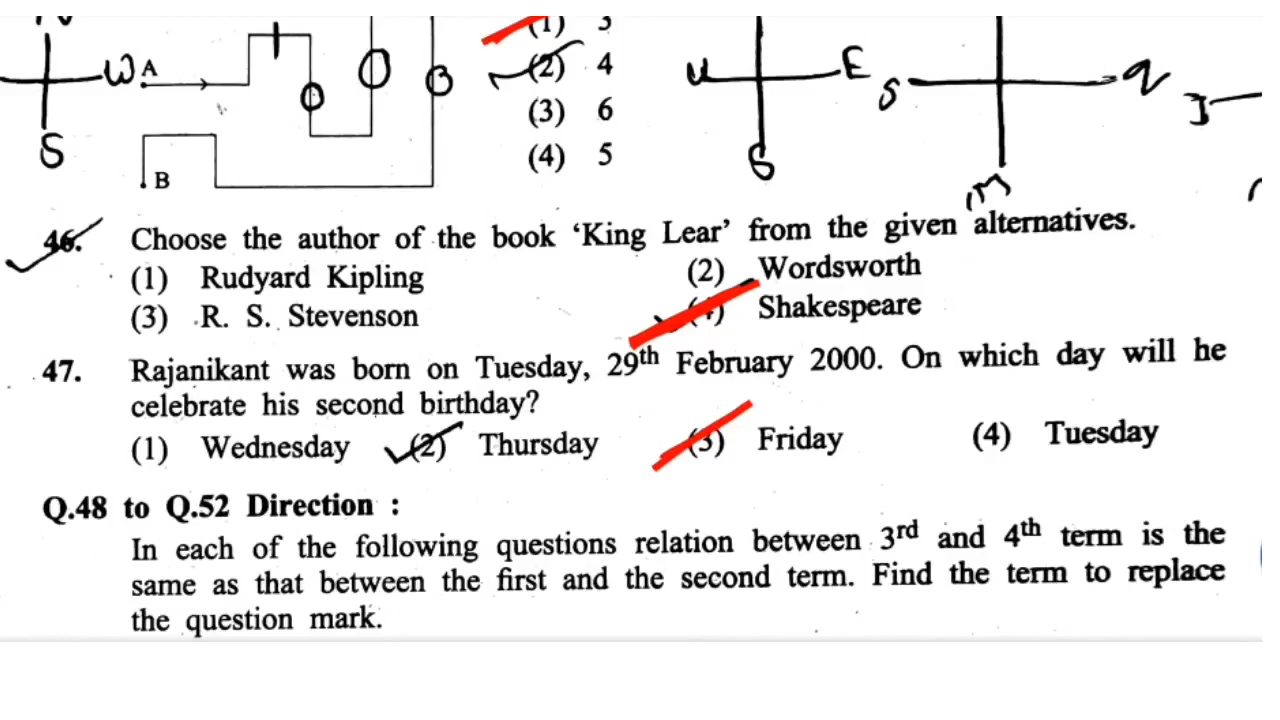 (1) 3
W A
E
(2) 4
S
(3) 6
S
S
(4) 5
B
m
46. Choose the author of the book ‘King Lear’ from the given alternatives.
(1) Rudyard Kipling (2) Wordsworth
(3) R. S. Stevenson (4) Shakespeare
47. Rajanikant was born on Tuesday, 29th February 2000. On which day will he
celebrate his second birthday?
(1) Wednesday (2) Thursday (3) Friday (4) Tuesday
Q.48 to Q.52 Direction :
In each of the following questions relation between 3rd and 4th term is the
same as that between the first and the second term. Find the term to replace
the question mark.